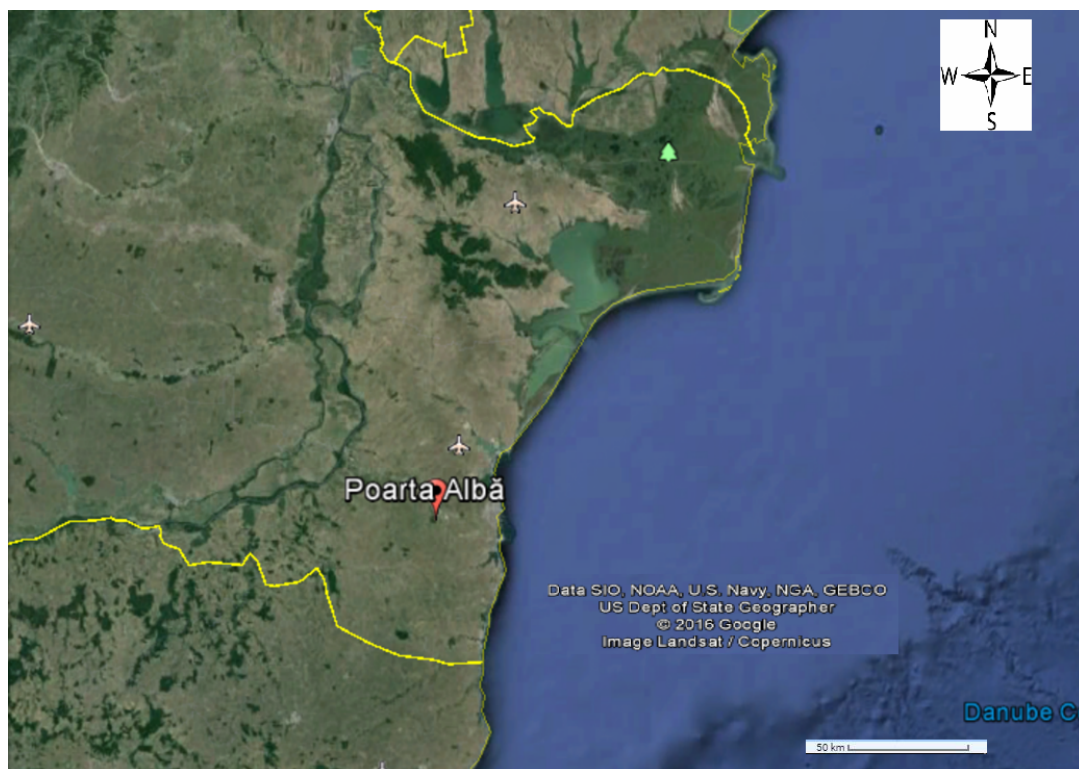 N
W E
S
Poarta Albă
Data SIO, NOAA, U.S. Navy, NGA, GEBCO
US Dept of State Geographer
© 2016 Google
Image Landsat / Copernicus
Danube C
50 km